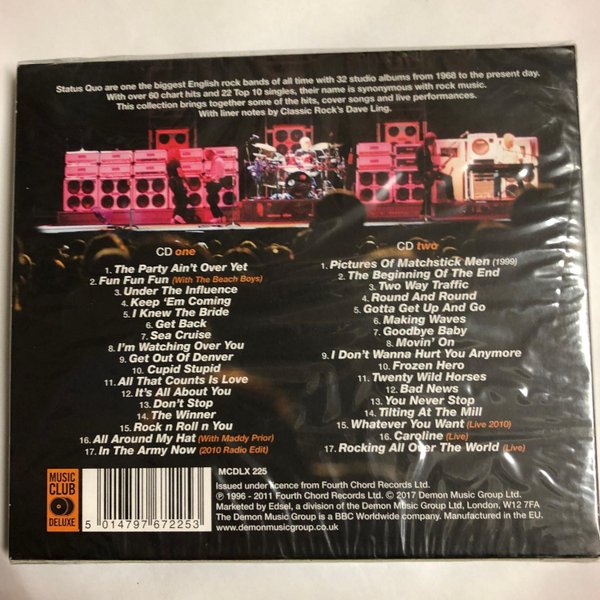 Status Quo are one the biggest English rock bands of all time with 32 studio albums from 1968 to the present day.
With over 60 chart hits and 22 Top 10 singles, their name is synonymous with rock music.
This collection brings together some of the hits, cover songs and live performances.
With liner notes by Classic Rock's Dave Ling.
CD one
1. The Party Ain't Over Yet
2. Fun Fun Fun (With The Beach Boys)
3. Under The Influence
4. Keep 'Em Coming
5. I Knew The Bride
6. Get Back
7. Sea Cruise
8. I'm Watching Over You
9. Get Out Of Denver
10. Cupid Stupid
11. All That Counts Is Love
12. It's All About You
13. Don't Stop
14. The Winner
15. Rock n Roll n You
16. All Around My Hat (With Maddy Prior)
17. In The Army Now (2010 Radio Edit)
CD two
1. Pictures Of Matchstick Men (1999)
2. The Beginning Of The End
3. Two Way Traffic
4. Round And Round
5. Gotta Get Up And Go
6. Making Waves
7. Goodbye Baby
8. Movin' On
9. I Don't Wanna Hurt You Anymore
10. Frozen Hero
11. Twenty Wild Horses
12. Bad News
13. You Never Stop
14. Tilting At The Mill
15. Whatever You Want (Live 2010)
16. Caroline (Live)
17. Rocking All Over The World (Live)
MUSIC
CLUB
DELUXE
5 014797 672253
MCDLX 225
Issued under licence from Fourth Chord Records Ltd.
℗ 1996 - 2011 Fourth Chord Records Ltd. © 2017 Demon Music Group Ltd.
Marketed by Edsel, a division of the Demon Music Group Ltd, London, W12 7FA
The Demon Music Group is a BBC Worldwide company. Manufactured in the EU.
www.demonmusicgroup.co.uk